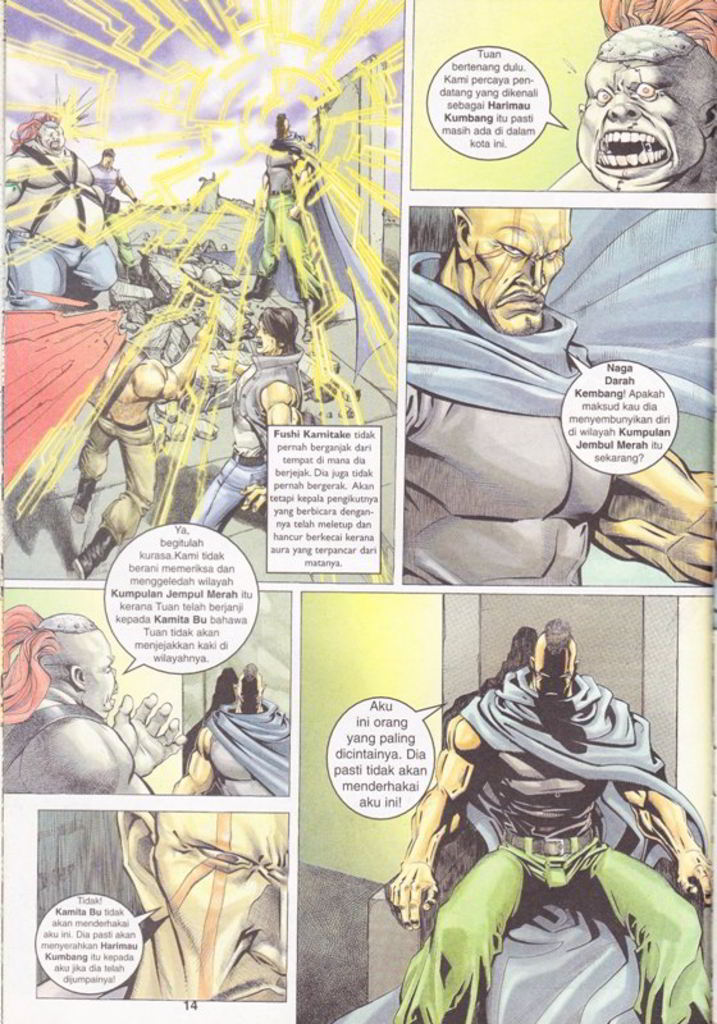 Fushi Kamitake tidak
pernah berganjak dari
tempat di mana dia
berjejak. Dia juga tidak
pernah bergerak. Akan
tetapi kepala pengikutnya
yang berdekatan de-
ngannya telah meletup dan
hancur berkecai kerana
aura yang terpancar dari
matanya.
Tuan
bertenang dulu.
Kami percaya pen-
datang yang dikenali
sebagai Harimau
Kumbang itu pasti
masih ada di dalam
kota ini.
Naga
Darah
Kembang! Apakah
maksud kau dia
menyembunyikan diri
di wilayah Kumpulan
Jembul Merah itu
sekarang?
Ya,
begitulah
kurasa.Kami tidak
berani memeriksa dan
menggeledah wilayah
Kumpulan Jempul Merah itu
kerana Tuan telah berjanji
kepada Kamita Bu bahawa
Tuan tidak akan
menjejakkan kaki di
wilayahnya.
Aku
ini orang
yang paling
dicintainya. Dia
pasti tidak akan
menderhakai
aku ini!
Tidak!
Kamita Bu tidak
akan menderhakai
aku ini. Dia pasti akan
menyerahkan Harimau
Kumbang itu kepada
aku jika dia telah
dijumpainya!
14